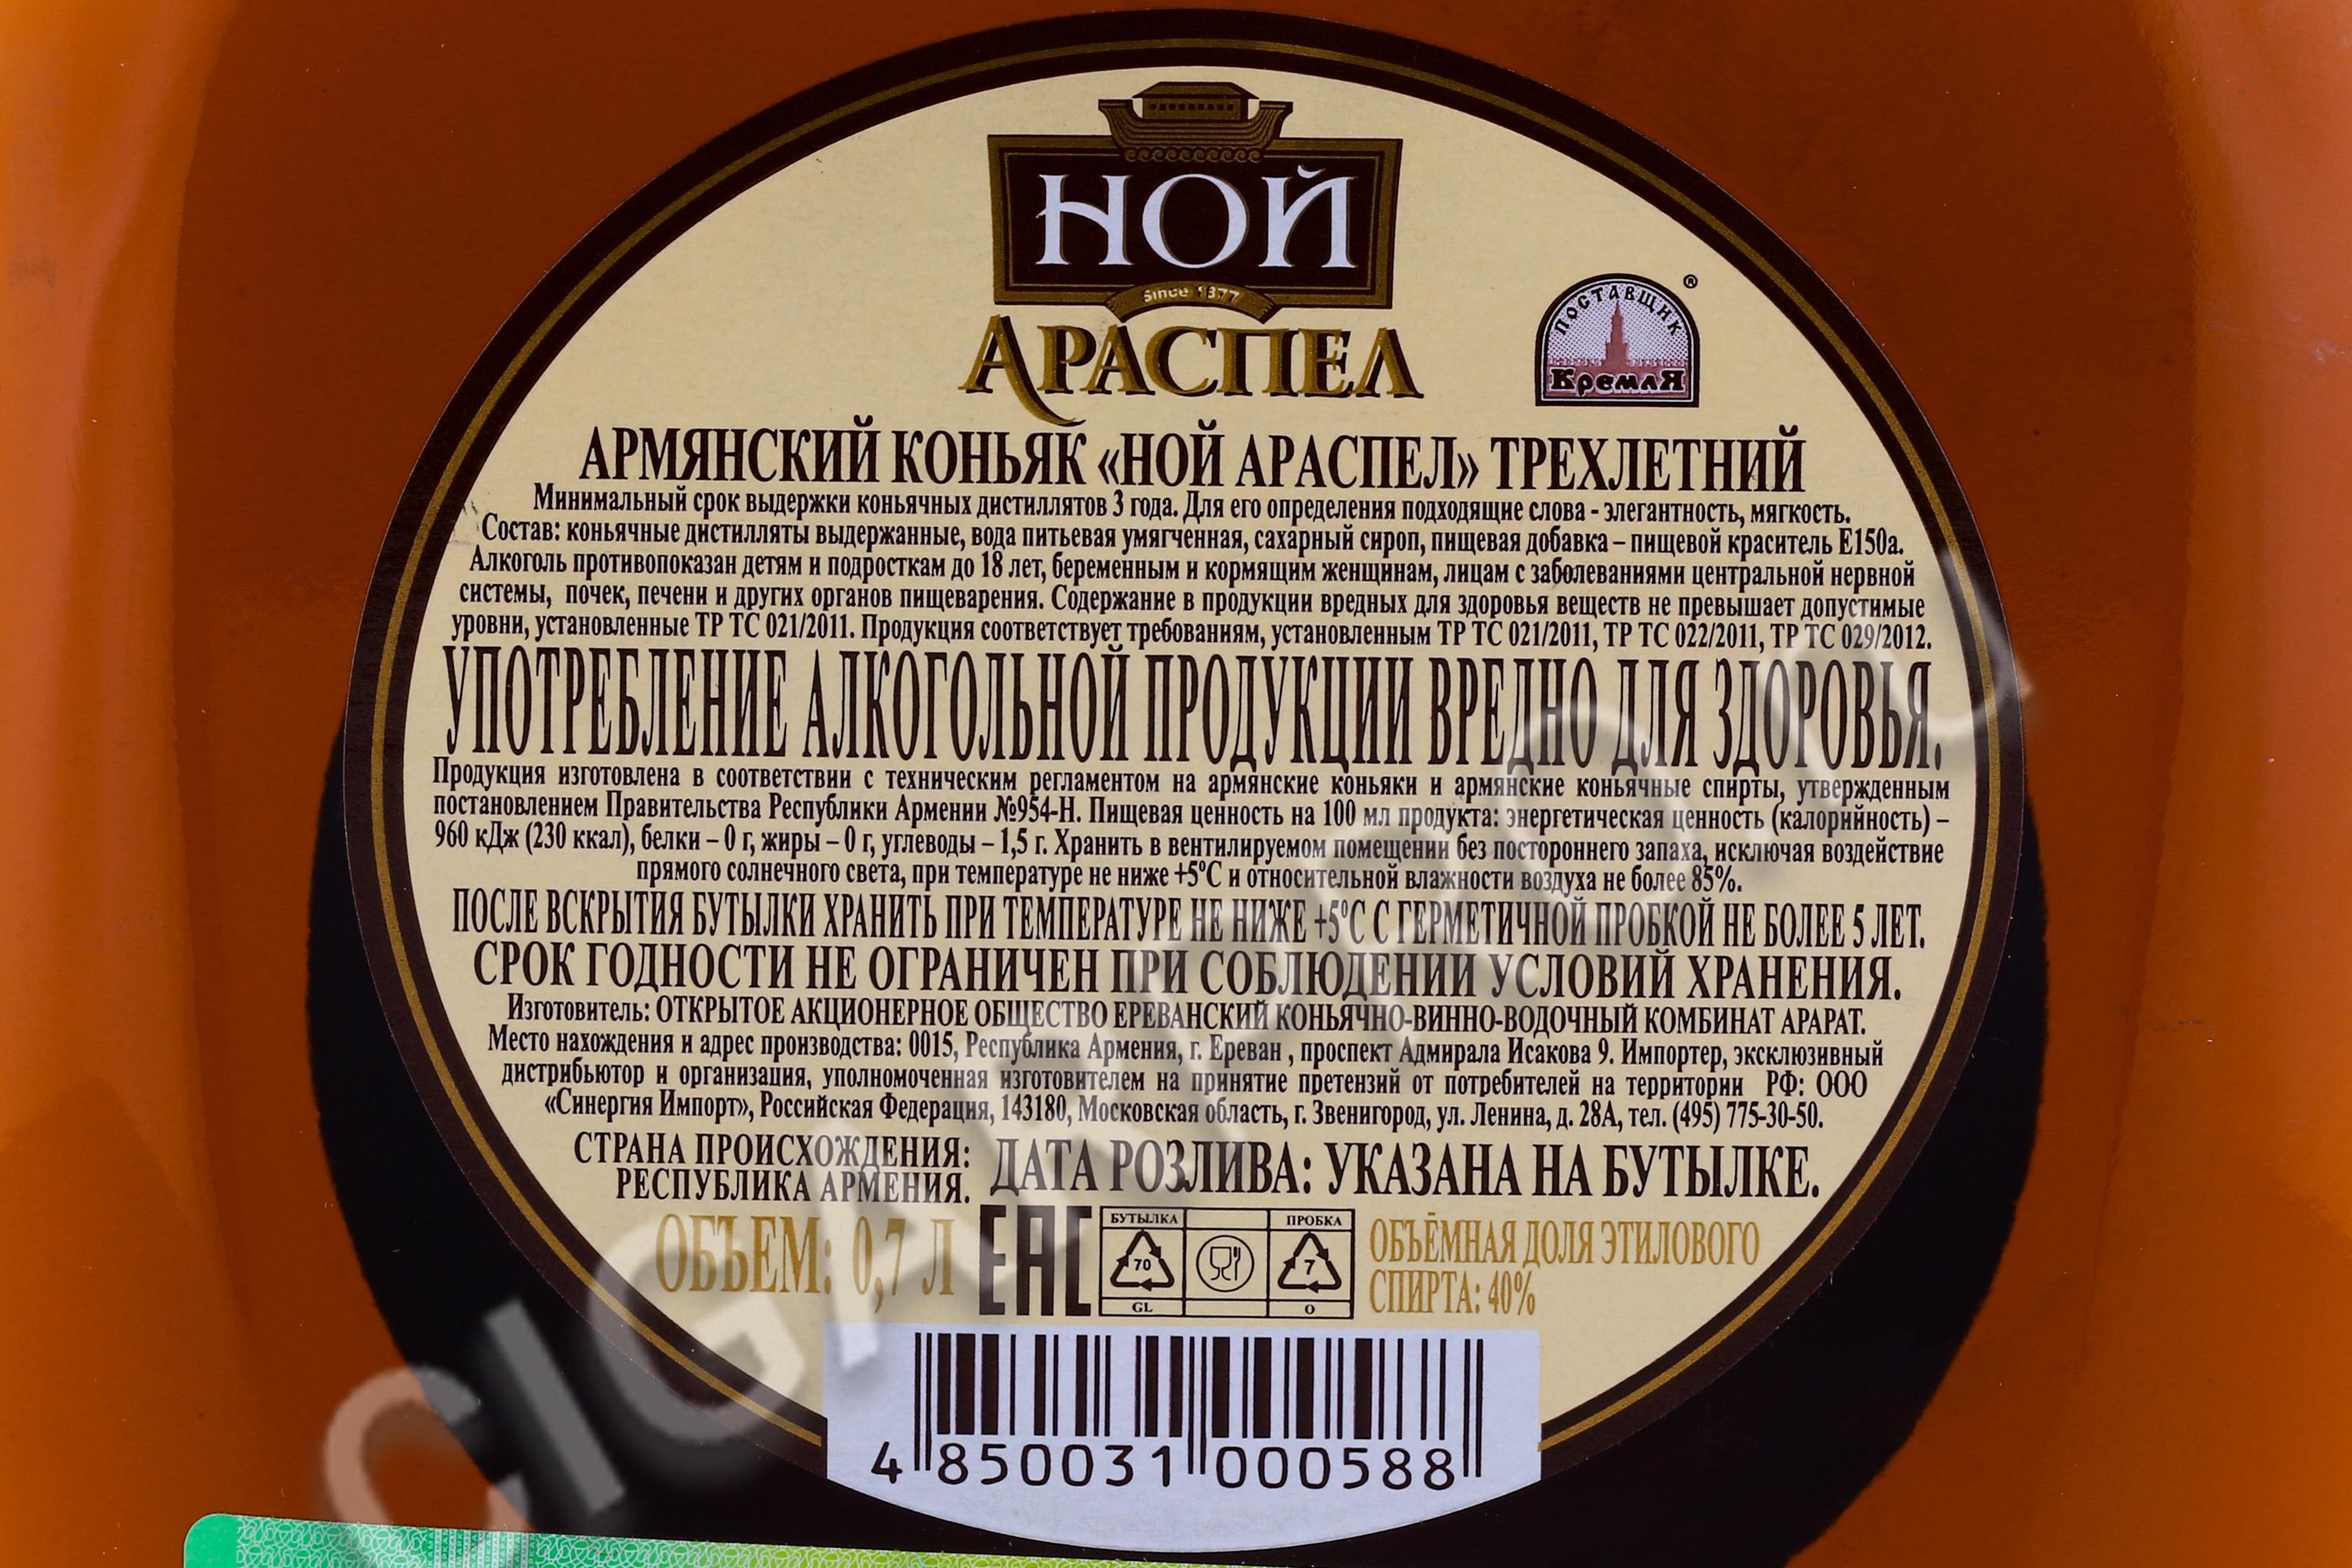 НОЙ
Since 1877
АРАСПЕЛ
ПОСТАВЩИК
КремлЯ
®
АРМЯНСКИЙ КОНЬЯК «НОЙ АРАСПЕЛ» ТРЕХЛЕТНИЙ
Минимальный срок выдержки коньячных дистиллятов 3 года. Для его определения подходящие слова - элегантность, мягкость.
Состав: коньячные дистилляты выдержанные, вода питьевая умягченная, сахарный сироп, пищевая добавка – пищевой краситель Е150а.
Алкоголь противопоказан детям и подросткам до 18 лет, беременным и кормящим женщинам, лицам с заболеваниями центральной нервной
системы, почек, печени и других органов пищеварения. Содержание в продукции вредных для здоровья веществ не превышает допустимые
уровни, установленные ТР ТС 021/2011. Продукция соответствует требованиям, установленным ТР ТС 021/2011, ТР ТС 022/2011, ТР ТС 029/2012.
УПОТРЕБЛЕНИЕ АЛКОГОЛЬНОЙ ПРОДУКЦИИ ВРЕДНО ДЛЯ ЗДОРОВЬЯ.
Продукция изготовлена в соответствии с техническим регламентом на армянские коньяки и армянские коньячные спирты, утвержденным
постановлением Правительства Республики Армении №954-Н. Пищевая ценность на 100 мл продукта: энергетическая ценность (калорийность) –
960 кДж (230 ккал), белки – 0 г, жиры – 0 г, углеводы – 1,5 г. Хранить в вентилируемом помещении без постороннего запаха, исключая воздействие
прямого солнечного света, при температуре не ниже +5°С и относительной влажности воздуха не более 85%.
ПОСЛЕ ВСКРЫТИЯ БУТЫЛКИ ХРАНИТЬ ПРИ ТЕМПЕРАТУРЕ НЕ НИЖЕ +5°С С ГЕРМЕТИЧНОЙ ПРОБКОЙ НЕ БОЛЕЕ 5 ЛЕТ.
СРОК ГОДНОСТИ НЕ ОГРАНИЧЕН ПРИ СОБЛЮДЕНИИ УСЛОВИЙ ХРАНЕНИЯ.
Изготовитель: ОТКРЫТОЕ АКЦИОНЕРНОЕ ОБЩЕСТВО ЕРЕВАНСКИЙ КОНЬЯЧНО-ВИННО-ВОДОЧНЫЙ КОМБИНАТ АРАРАТ.
Место нахождения и адрес производства: 0015, Республика Армения, г. Ереван , проспект Адмирала Исакова 9. Импортер, эксклюзивный
дистрибьютор и организация, уполномоченная изготовителем на принятие претензий от потребителей на территории РФ: ООО
«Синергия Импорт», Российская Федерация, 143180, Московская область, г. Звенигород, ул. Ленина, д. 28А, тел. (495) 775-30-50.
СТРАНА ПРОИСХОЖДЕНИЯ:
РЕСПУБЛИКА АРМЕНИЯ.
ДАТА РОЗЛИВА: УКАЗАНА НА БУТЫЛКЕ.
ОБЪЕМ: 0,7 Л
ЕАС
БУТЫЛКА
70
GL
ПРОБКА
7
O
ОБЪЁМНАЯ ДОЛЯ ЭТИЛОВОГО
СПИРТА: 40%
4 850031 000588